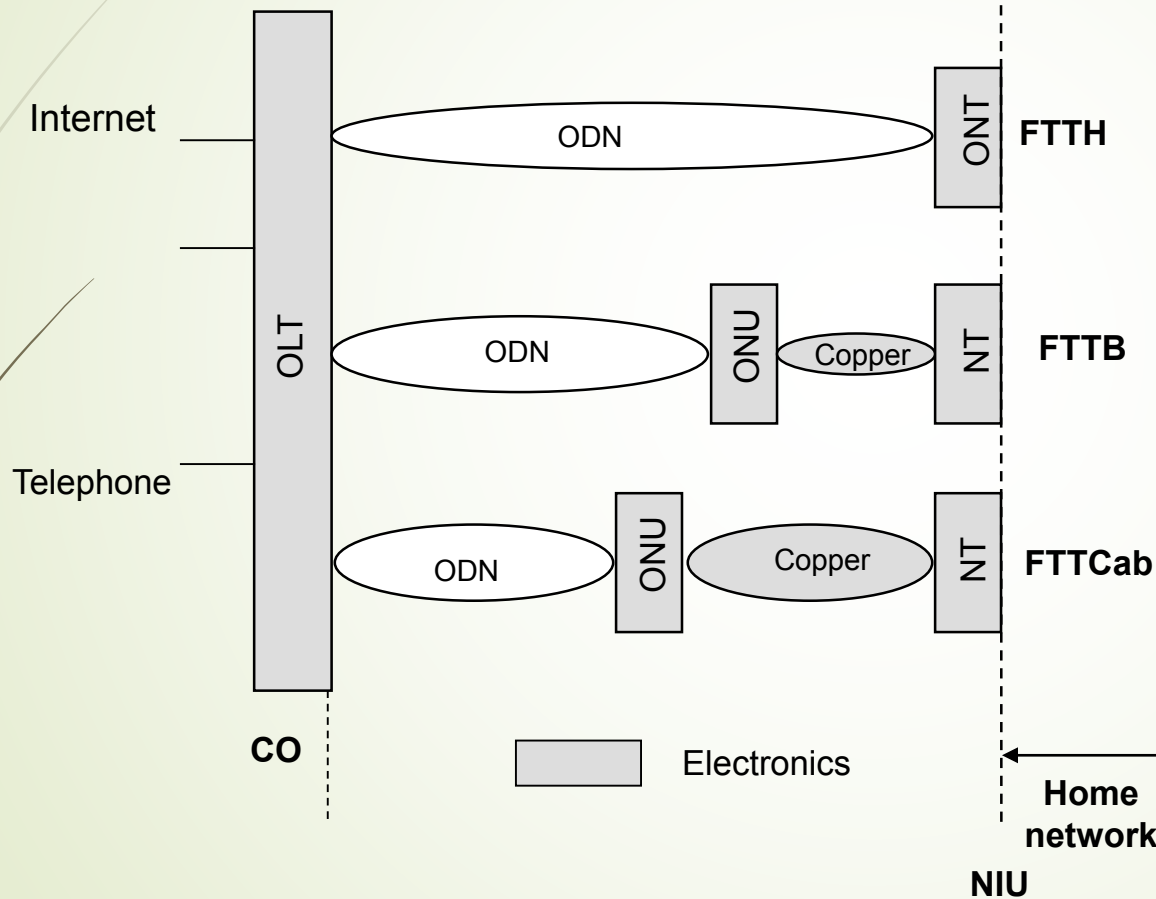 Internet
ODN
ONT
FTTH
OLT
ODN
ONU
Copper
NT
FTTB
Telephone
ODN
ONU
Copper
NT
FTTCab
CO
Electronics
Home
network
NIU